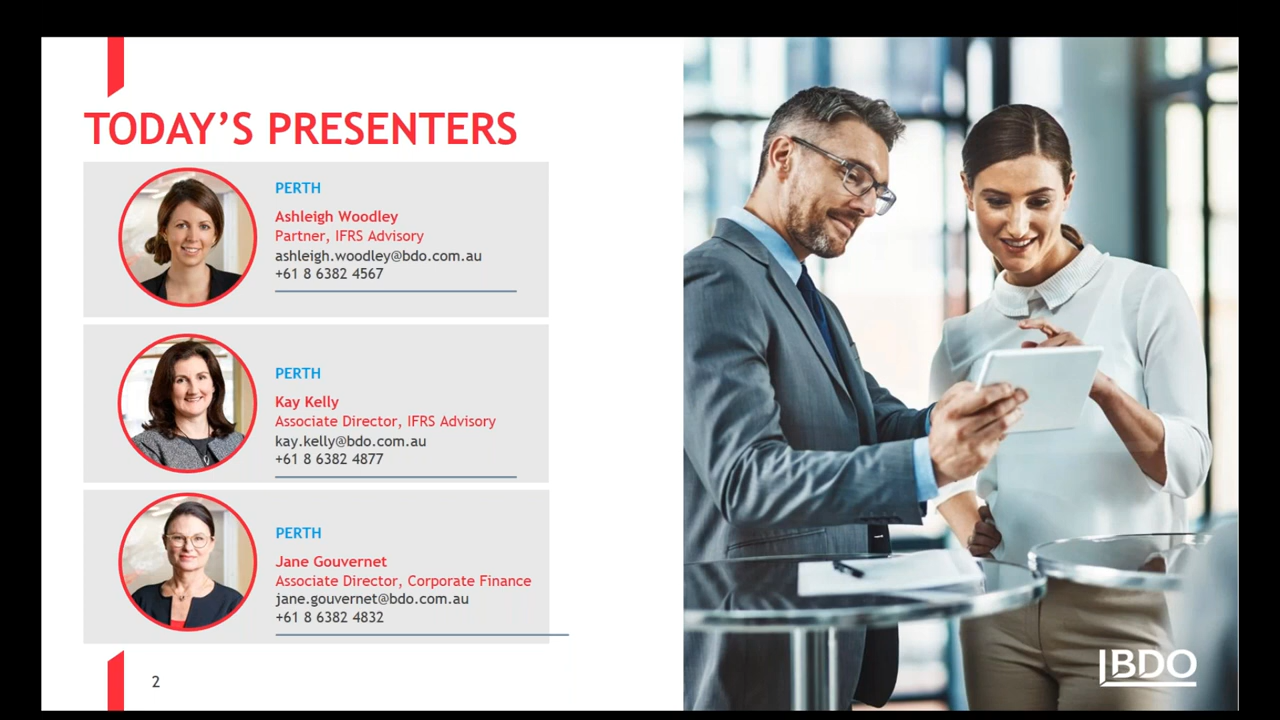 TODAY'S PRESENTERS
PERTH
Ashleigh Woodley
Partner, IFRS Advisory
ashleigh.woodley@bdo.com.au
+61 8 6382 4567
PERTH
Kay Kelly
Associate Director, IFRS Advisory
kay.kelly@bdo.com.au
+61 8 6382 4877
PERTH
Jane Gouvernet
Associate Director, Corporate Finance
jane.gouvernet@bdo.com.au
+61 8 6382 4832
2
BDO